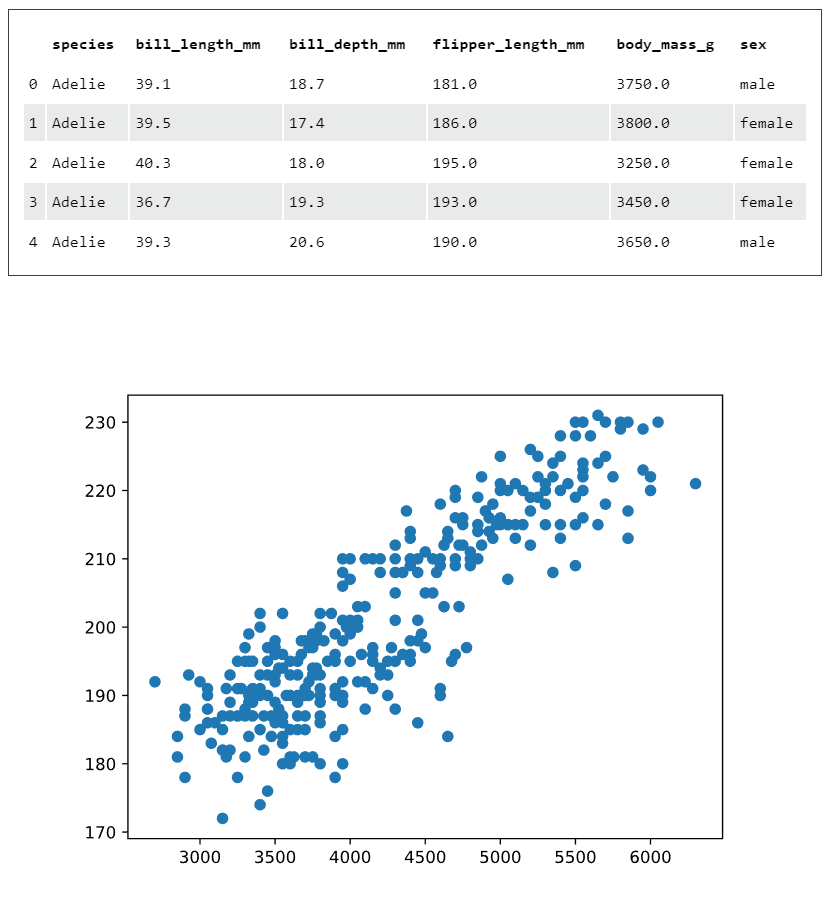 species bill_length_mm bill_depth_mm flipper_length_mm body_mass_g sex
0 Adelie 39.1 18.7 181.0 3750.0 male
1 Adelie 39.5 17.4 186.0 3800.0 female
2 Adelie 40.3 18.0 195.0 3250.0 female
3 Adelie 36.7 19.3 193.0 3450.0 female
4 Adelie 39.3 20.6 190.0 3650.0 male
230
220
210
200
190
180
170
3000 3500 4000 4500 5000 5500 6000